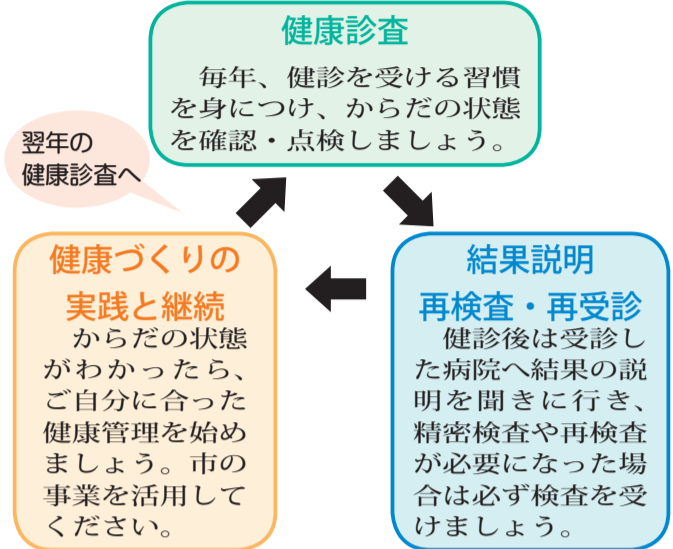 健康診査
毎年、健診を受ける習慣
を身につけ、からだの状態
を確認・点検しましょう。
翌年の
健康診査へ
結果説明
再検査・再受診
健診後は受診し
た病院へ結果の説
明を聞きに行き、
精密検査や再検査
が必要になった場
合は必ず検査を受
けましょう。
健康づくりの
実践と継続
からだの状態
がわかったら、
ご自分に合った
健康管理を始め
ましょう。市の
事業を活用して
ください。